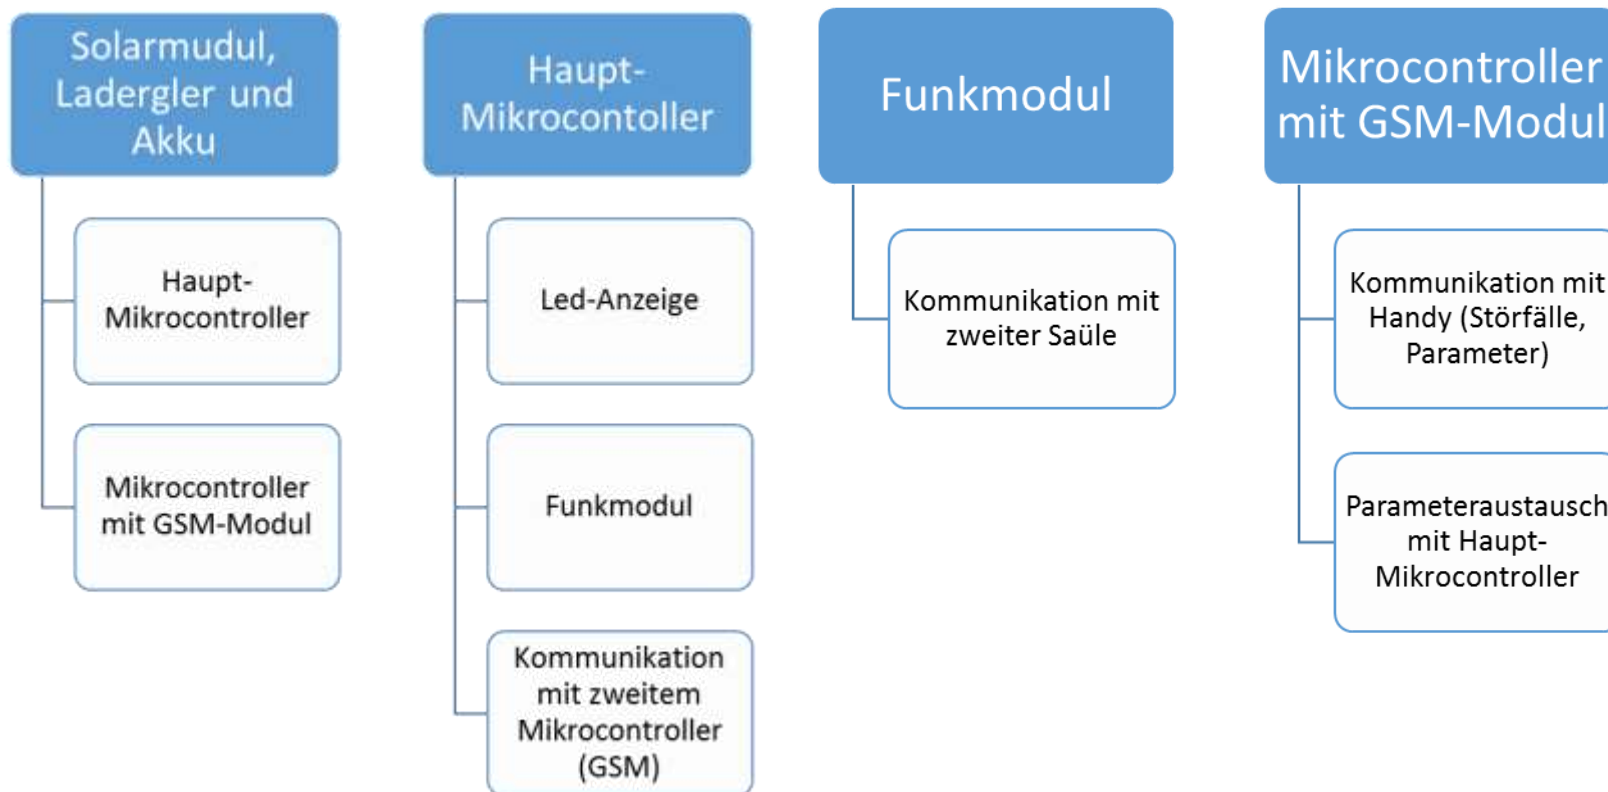 Solarmudul,
Ladergler und
Akku
Haupt-
Mikrocontroller
Mikrocontroller
mit GSM-Modul
Haupt-
Mikrocontoller
Led-Anzeige
Funkmodul
Kommunikation
mit zweitem
Mikrocontroller
(GSM)
Funkmodul
Kommunikation mit
zweiter Saüle
Mikrocontroller
mit GSM-Modul
Kommunikation mit
Handy (Störfälle,
Parameter)
Parameteraustausch
mit Haupt-
Mikrocontroller